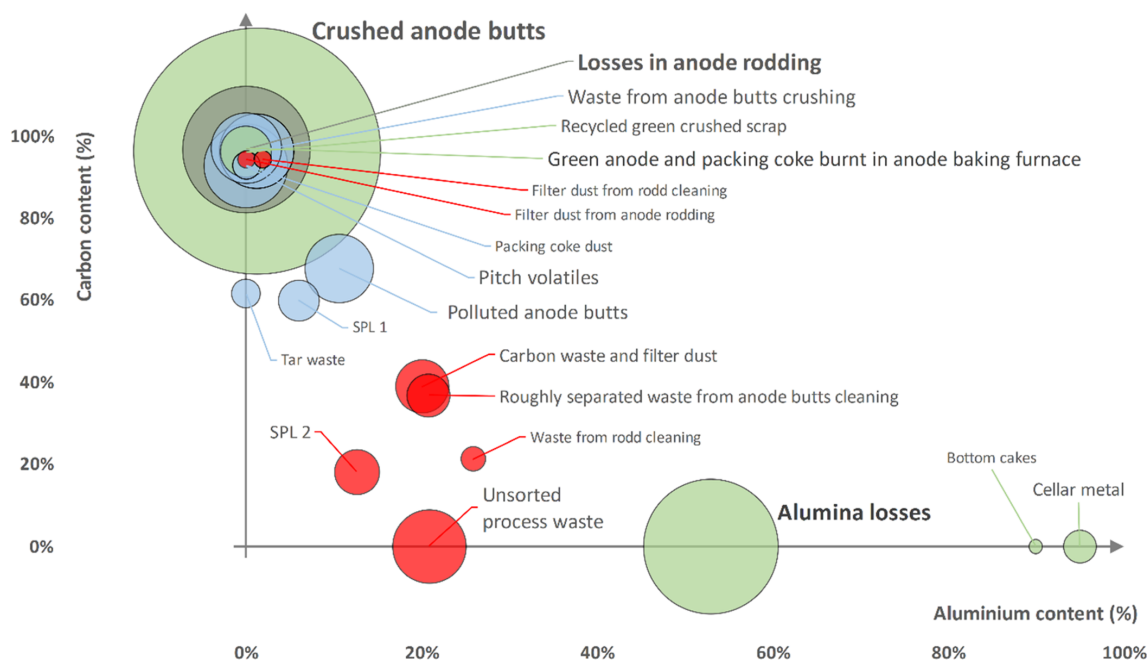 Crushed anode butts
Losses in anode rodding
Waste from anode butts crushing
Recycled green crushed scrap
Green anode and packing coke burnt in anode baking furnace
Filter dust from rodd cleaning
Filter dust from anode rodding
Packing coke dust
Pitch volatiles
Polluted anode butts
SPL 1
Tar waste
Carbon waste and filter dust
Roughly separated waste from anode butts cleaning
SPL 2
Waste from rodd cleaning
Unsorted
process waste
Alumina losses
Bottom cakes
Cellar metal
Carbon content (%)
100%
80%
60%
40%
20%
0%
Aluminium content (%)
0%
20%
40%
60%
80%
100%